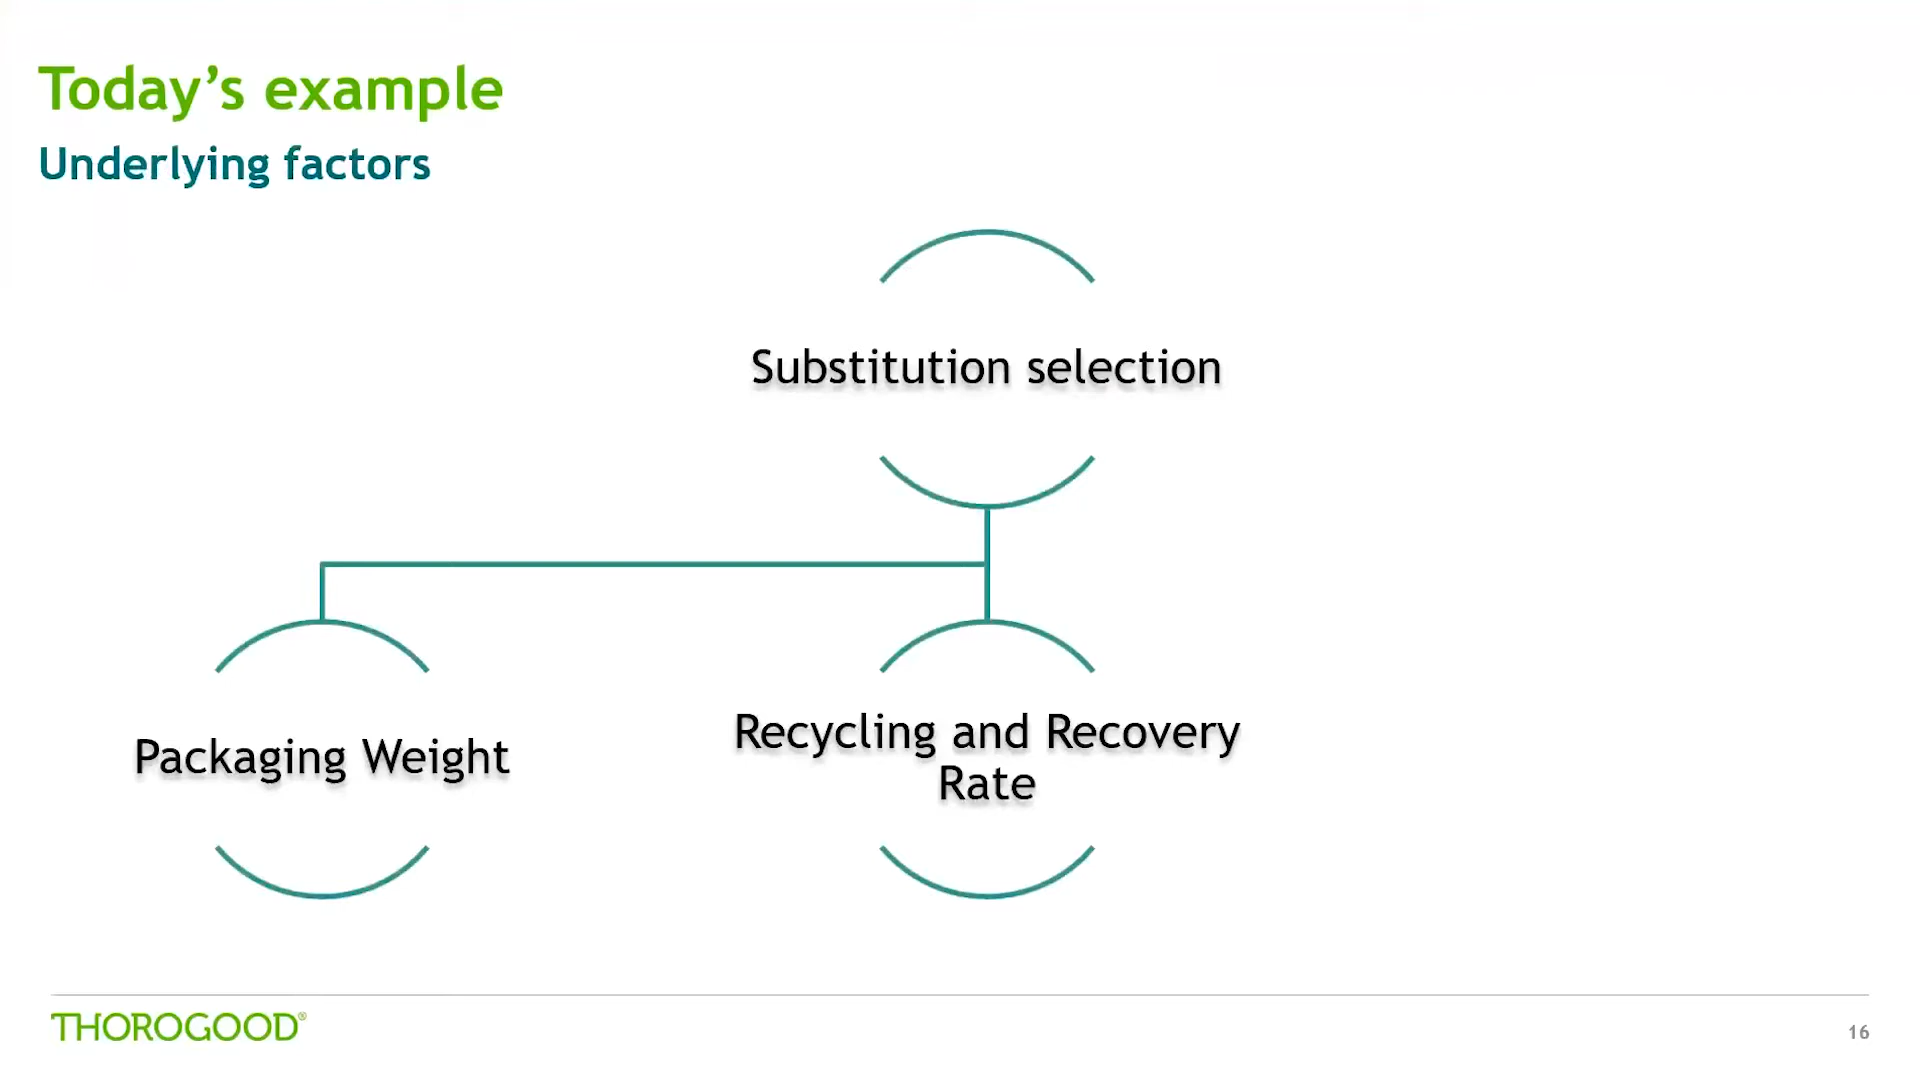 Today’s example
Underlying factors
Substitution selection
Packaging Weight
Recycling and Recovery
Rate
THOROGOOD®
16